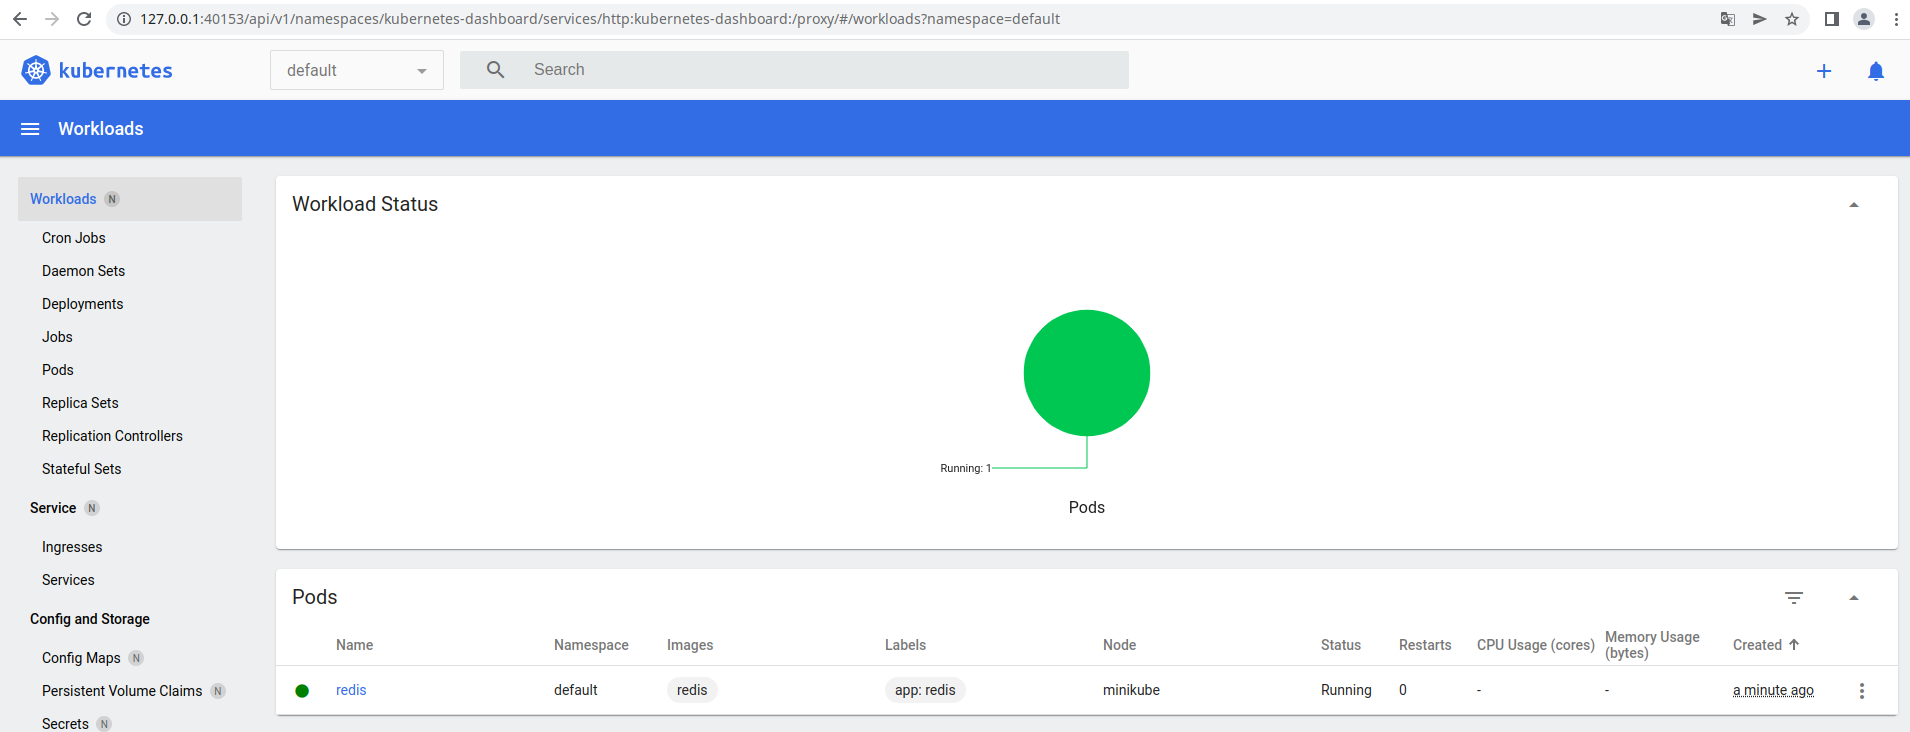 127.0.0.1:40153/api/v1/namespaces/kubernetes-dashboard/services/http:kubernetes-dashboard:/proxy/#/workloads?namespace=default
kubernetes
default
Search
Workloads
Workloads N
Cron Jobs
Daemon Sets
Deployments
Jobs
Pods
Replica Sets
Replication Controllers
Stateful Sets
Service N
Ingresses
Services
Config and Storage
Config Maps N
Persistent Volume Claims N
Secrets N
Workload Status
Running: 1
Pods
Pods
Name Namespace Images Labels Node Status Restarts CPU Usage (cores) Memory Usage (bytes) Created
redis default redis app: redis minikube Running 0 - - a minute ago